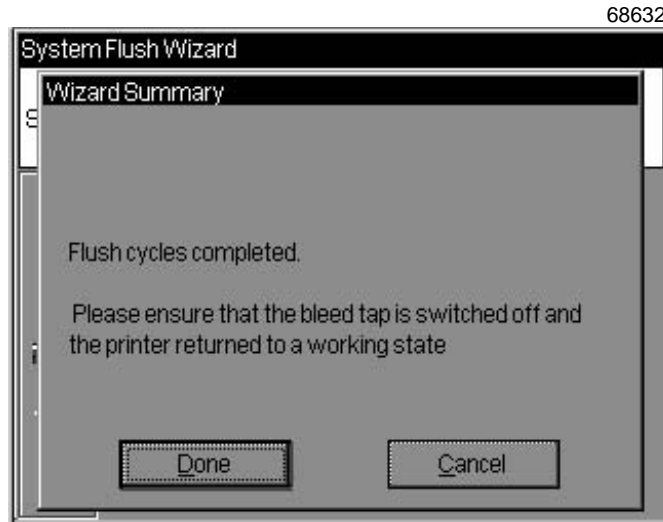 68632
System Flush Wizard
Wizard Summary
S
Flush cycles completed.
Please ensure that the bleed tap is switched off and
the printer returned to a working state
Done
Cancel